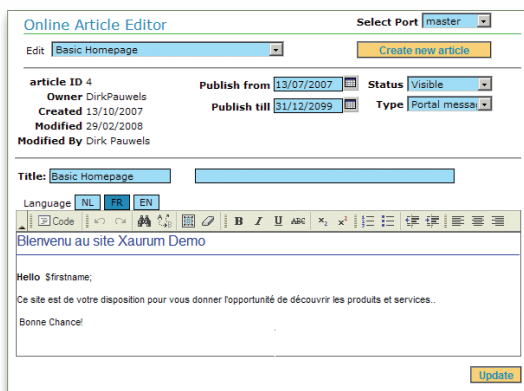 Online Article Editor
Select Port master
Edit Basic Homepage
Create new article
article ID 4
Owner DirkPauwels
Created 13/10/2007
Modified 29/02/2008
Modified By Dirk Pauwels
Publish from 13/07/2007
Publish till 31/12/2099
Status Visible
Type Portal messa
Title: Basic Homepage
Language NL FR EN
Code B I U ABC x₂ x²
BIenvenu au site Xaurum Demo
Hello $firstname;
Ce site est de votre disposition pour vous donner l'opportunité de découvrir les produits et services..
Bonne Chance!
Update